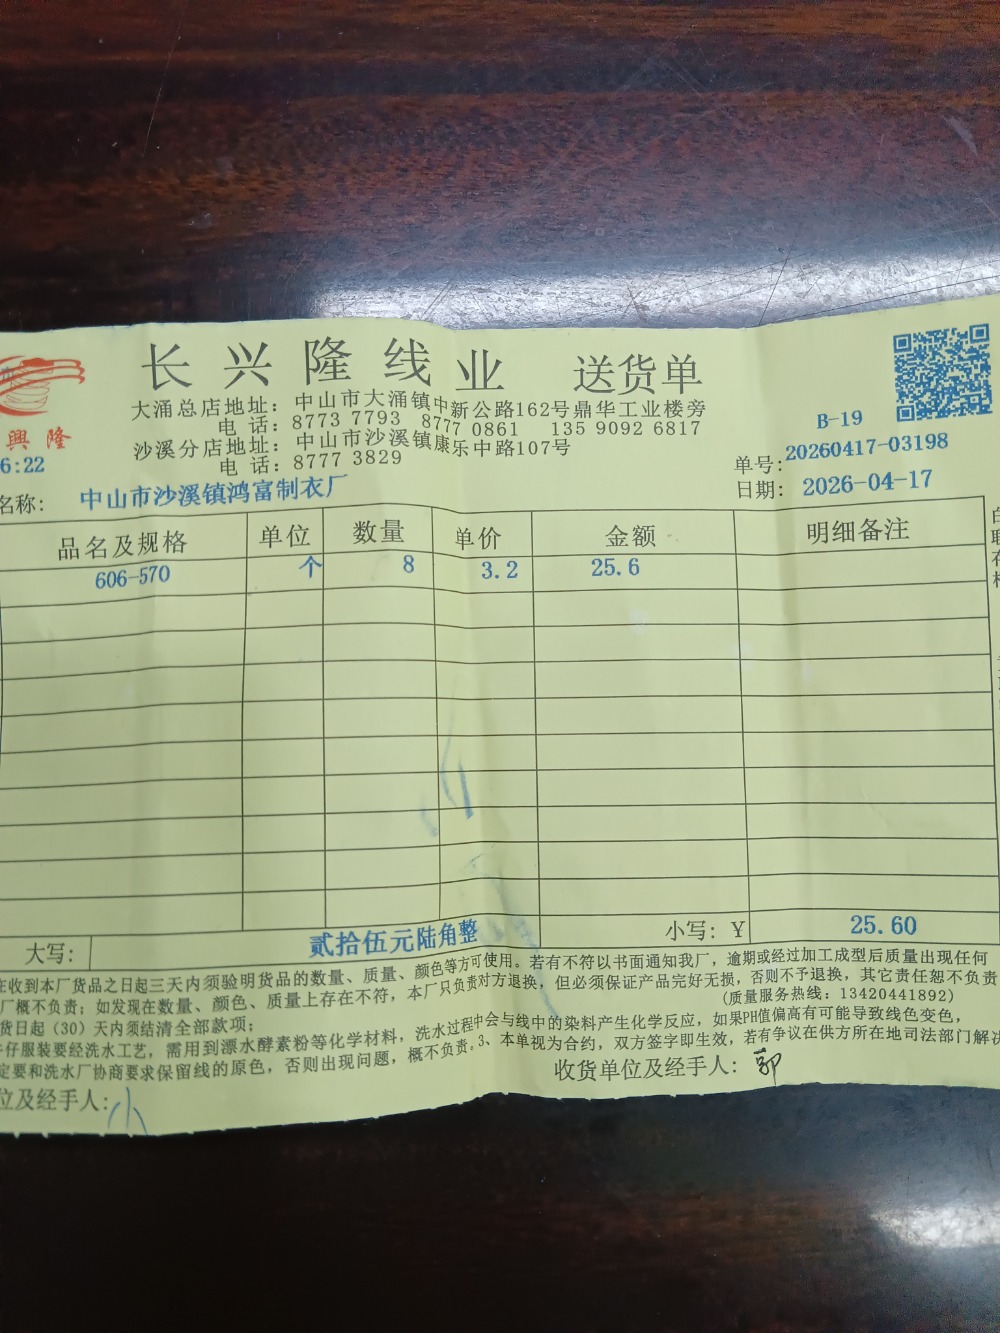 长兴隆线业 送货单
大涌总店地址：中山市大涌镇中新公路162号鼎华工业楼旁
电 话：8773 7793 8777 0861 135 9092 6817
沙溪分店地址：中山市沙溪镇康乐中路107号
电 话：8777 3829
興隆
6:22
B-19
单号：20260417-03198
名称：中山市沙溪镇鸿富制衣厂
日期：2026-04-17
品名及规格 单位 数量 单价 金额 明细备注
606-570 个 8 3.2 25.6
大写：贰拾伍元陆角整 小写：Y 25.60
在收到本厂货品之日起三天内须验明货品的数量、质量、颜色等方可使用。若有不符以书面通知我厂，逾期或经过加工成型后质量出现任何
厂概不负责；如发现在数量、颜色、质量上存在不符，本厂只负责对方退换，但必须保证产品完好无损，否则不予退换，其它责任恕不负责
（质量服务热线：13420441892）
货日起（30）天内须结清全部款项；
仔服装要经洗水工艺，需用到漂水酵素粉等化学材料，洗水过程中会与线中的染料产生化学反应，如果PH值偏高有可能导致线色变色，
定要和洗水厂协商要求保留线的原色，否则出现问题，概不负责。3、本单视为合约，双方签字即生效，若有争议在供方所在地司法部门解决
位及经手人：小
收货单位及经手人：郭